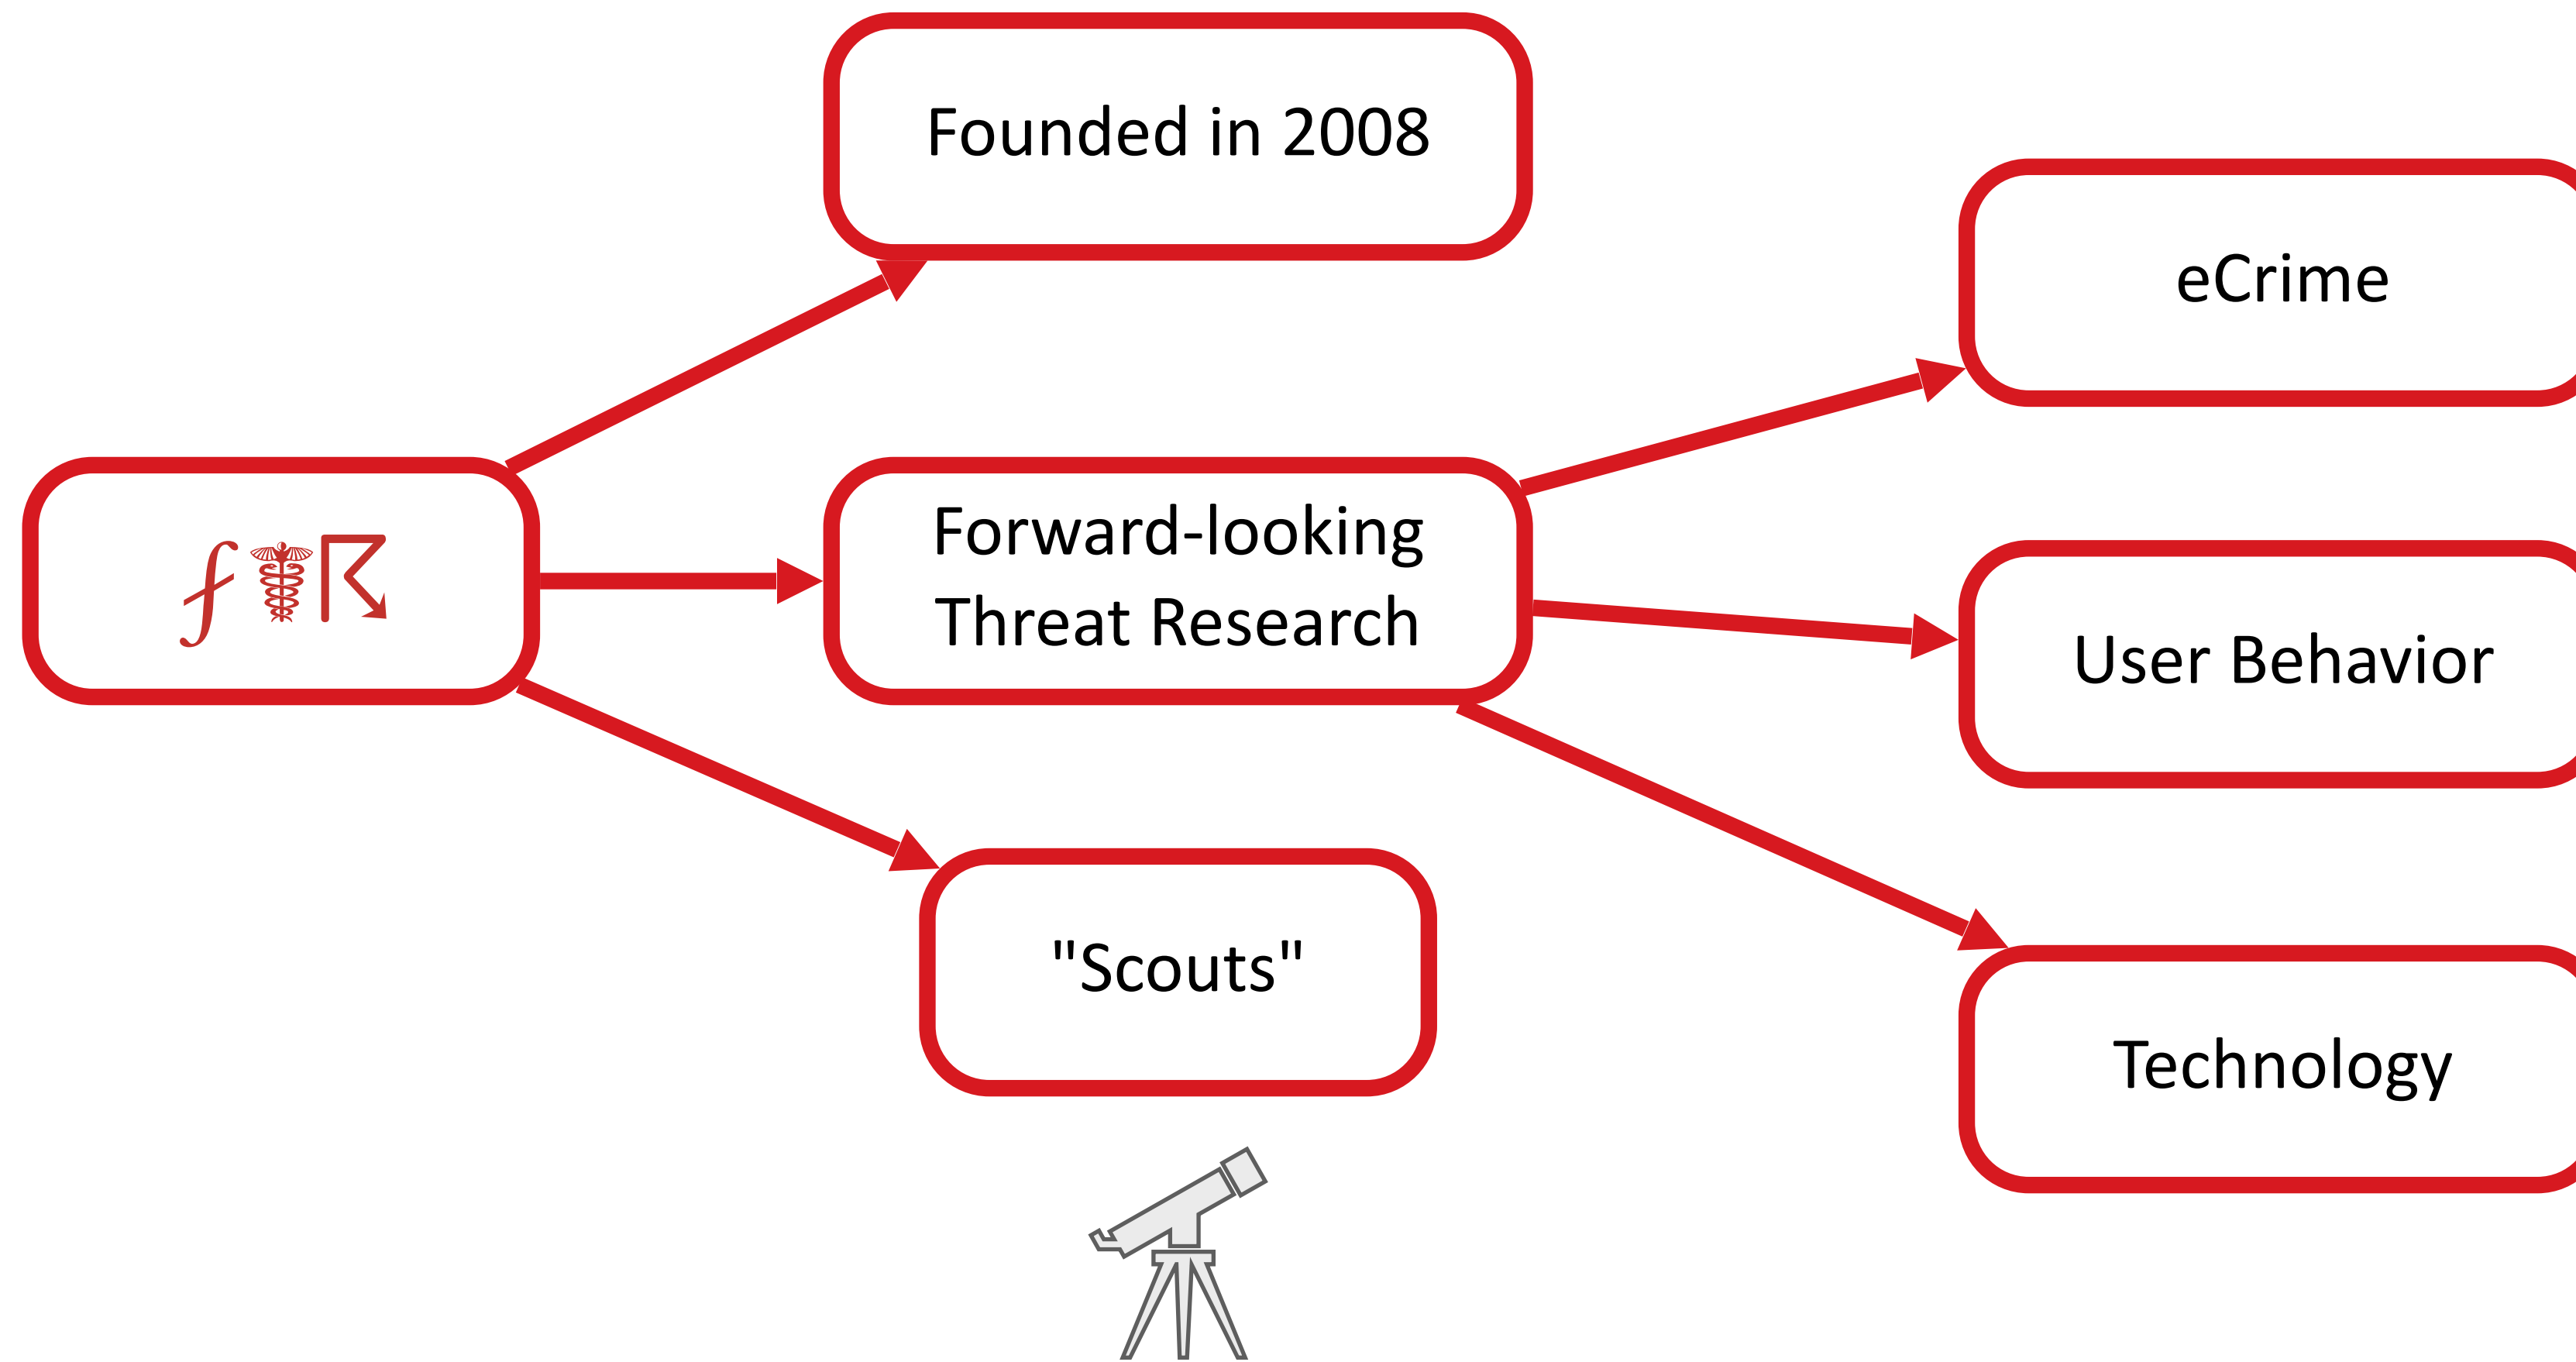 Founded in 2008
eCrime
Forward-looking
Threat Research
User Behavior
"Scouts"
Technology